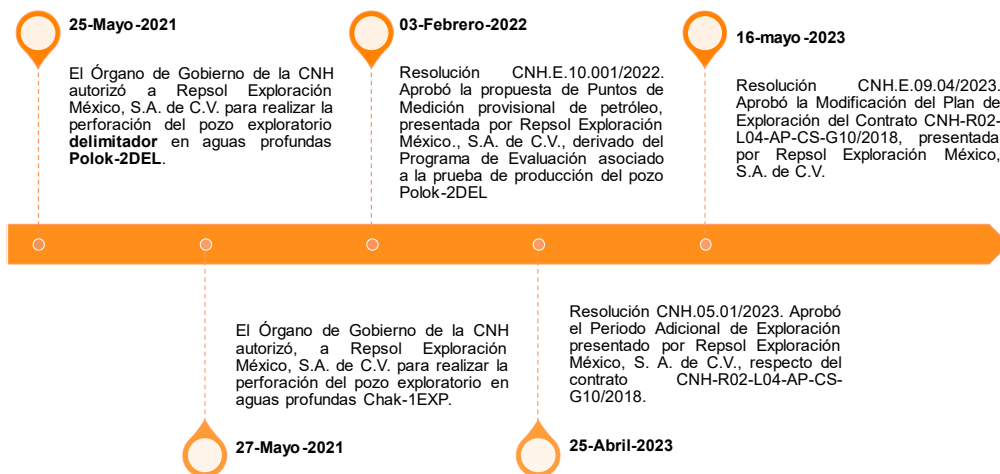 25-Mayo-2021
El Órgano de Gobierno de la CNH
autorizó a Repsol Exploración
México, S.A. de C.V. para realizar la
perforación del pozo exploratorio
delimitador en aguas profundas
Polok-2DEL.
03-Febrero-2022
Resolución CNH.E.10.001/2022.
Aprobó la propuesta de Puntos de
Medición provisional de petróleo,
presentada por Repsol Exploración
México., S.A. de C.V., derivado del
Programa de Evaluación asociado
a la prueba de producción del pozo
Polok-2DEL
16-mayo-2023
Resolución CNH.E.09.04/2023.
Aprobó la Modificación del Plan de
Exploración del Contrato CNH-R02-
L04-AP-CS-G10/2018, presentada
por Repsol Exploración México,
S.A. de C.V.
El Órgano de Gobierno de la CNH
autorizó, a Repsol Exploración
México, S.A. de C.V. para realizar la
perforación del pozo exploratorio en
aguas profundas Chak-1EXP.
27-Mayo-2021
Resolución CNH.05.01/2023. Aprobó
el Periodo Adicional de Exploración
presentado por Repsol Exploración
México, S. A. de C.V., respecto del
contrato CNH-R02-L04-AP-CS-
G10/2018.
25-Abril-2023